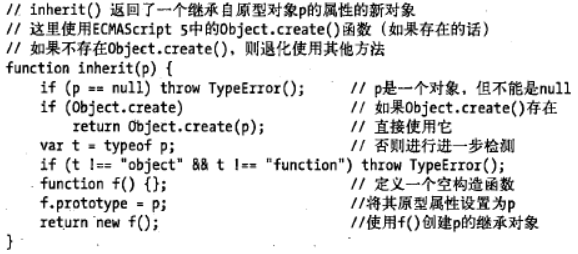 // inherit() 返回了一个继承自原型对象p的属性的新对象
// 这里使用ECMAScript 5中的Object.create()函数（如果存在的话）
// 如果不存在Object.create()，则退化使用其他方法
function inherit(p) {
    if (p == null) throw TypeError();    // p是一个对象，但不能是null
    if (Object.create)    // 如果Object.create()存在
        return Object.create(p);    // 直接使用它
    var t = typeof p;    // 否则进行进一步检测
    if (t !== "object" && t !== "function") throw TypeError();
    function f() {};    // 定义一个空构造函数
    f.prototype = p;    //将其原型属性设置为p
    return new f();    //使用f()创建p的继承对象
}